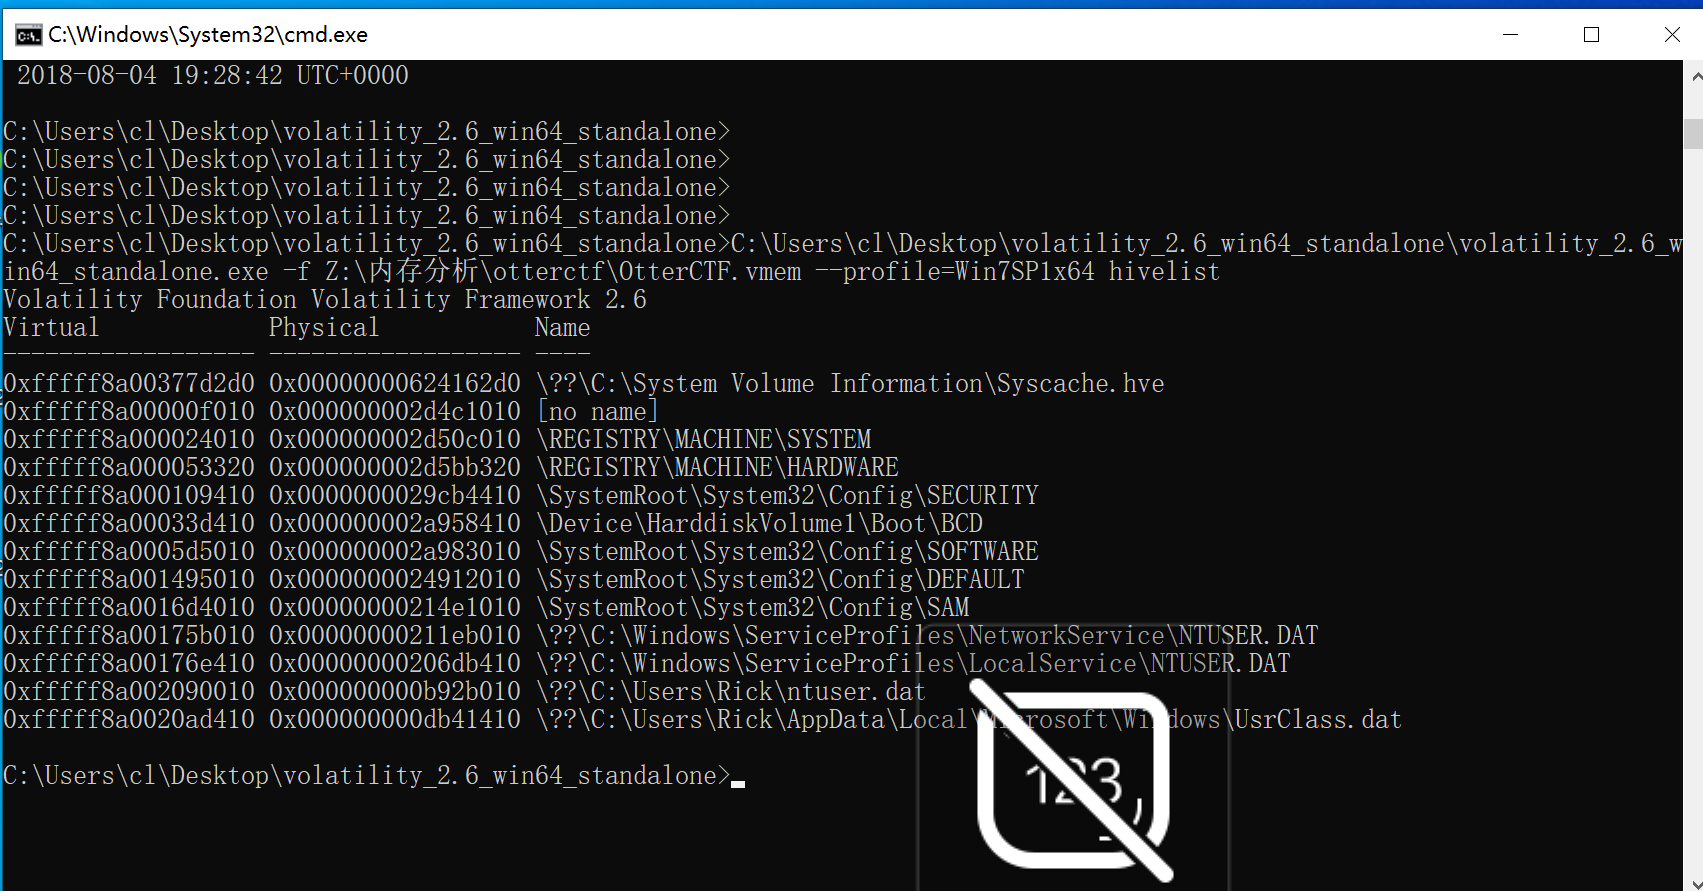 C:\Windows\System32\cmd.exe
2018-08-04 19:28:42 UTC+0000
C:\Users\cl\Desktop\volatility_2.6_win64_standalone>
C:\Users\cl\Desktop\volatility_2.6_win64_standalone>
C:\Users\cl\Desktop\volatility_2.6_win64_standalone>
C:\Users\cl\Desktop\volatility_2.6_win64_standalone>
C:\Users\cl\Desktop\volatility_2.6_win64_standalone>C:\Users\cl\Desktop\volatility_2.6_win64_standalone\volatility_2.6_w
in64_standalone.exe -f Z:\内存分析\otterctf\OtterCTF.vmem --profile=Win7SP1x64 hivelist
Volatility Foundation Volatility Framework 2.6
Virtual            Physical           Name
------------------ ------------------ ----
0xfffff8a00377d2d0 0x00000000624162d0 \??\C:\System Volume Information\Syscache.hve
0xfffff8a00000f010 0x000000002d4c1010 [no name]
0xfffff8a000024010 0x000000002d50c010 \REGISTRY\MACHINE\SYSTEM
0xfffff8a000053320 0x000000002d5bb320 \REGISTRY\MACHINE\HARDWARE
0xfffff8a000109410 0x0000000029cb4410 \SystemRoot\System32\Config\SECURITY
0xfffff8a00033d410 0x000000002a958410 \Device\HarddiskVolume1\Boot\BCD
0xfffff8a0005d5010 0x000000002a983010 \SystemRoot\System32\Config\SOFTWARE
0xfffff8a001495010 0x0000000024912010 \SystemRoot\System32\Config\DEFAULT
0xfffff8a0016d4010 0x00000000214e1010 \SystemRoot\System32\Config\SAM
0xfffff8a00175b010 0x00000000211eb010 \??\C:\Windows\ServiceProfiles\NetworkService\NTUSER.DAT
0xfffff8a00176e410 0x00000000206db410 \??\C:\Windows\ServiceProfiles\LocalService\NTUSER.DAT
0xfffff8a002090010 0x000000000b92b010 \??\C:\Users\Rick\ntuser.dat
0xfffff8a0020ad410 0x000000000db41410 \??\C:\Users\Rick\AppData\Local\Microsoft\Windows\UsrClass.dat
C:\Users\cl\Desktop\volatility_2.6_win64_standalone>
123